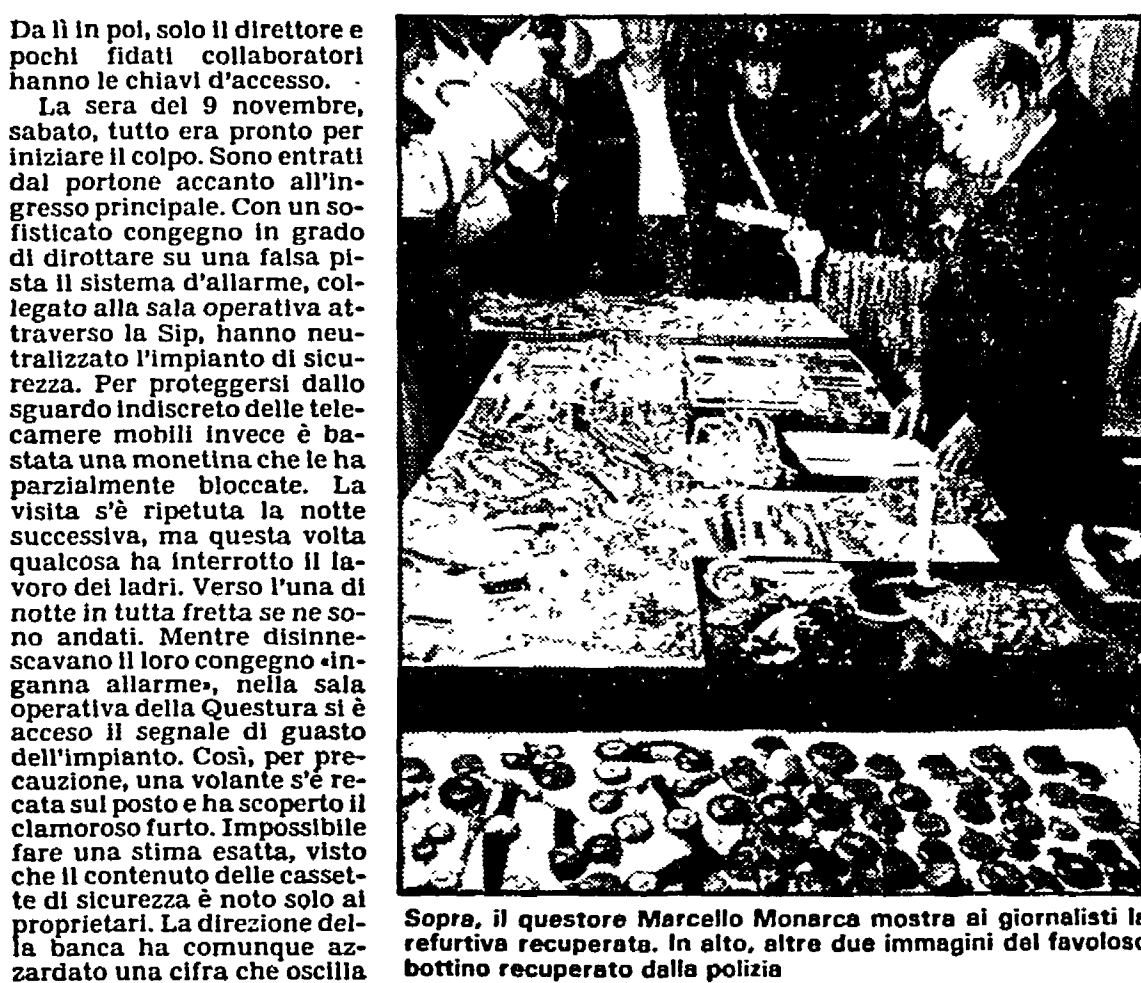 Da lì in poi, solo il direttore e
pochi fidati collaboratori
hanno le chiavi d'accesso.
La sera del 9 novembre,
sabato, tutto era pronto per
iniziare il colpo. Sono entrati
dal portone accanto all'in-
gresso principale. Con un so-
fisticato congegno in grado
di dirottare su una falsa pi-
sta il sistema d'allarme, col-
legato alla sala operativa at-
traverso la Sip, hanno neu-
tralizzato l'impianto di sicu-
rezza. Per proteggersi dallo
sguardo indiscreto delle tele-
camere mobili invece è ba-
stata una monetina che le ha
parzialmente bloccate. La
visita s'è ripetuta la notte
successiva, ma questa volta
qualcosa ha interrotto il la-
voro dei ladri. Verso l'una di
notte in tutta fretta se ne so-
no andati. Mentre disinne-
scavano il loro congegno «in-
ganna allarme», nella sala
operativa della Questura si è
acceso il segnale di guasto
dell'impianto. Così, per pre-
cauzione, una volante s'è re-
cata sul posto e ha scoperto il
clamoroso furto. Impossibile
fare una stima esatta, visto
che il contenuto delle casset-
te di sicurezza è noto solo ai
proprietari. La direzione del-
la banca ha comunque az-
zardato una cifra che oscilla
Sopra, il questore Marcello Monarca mostra ai giornalisti la
refurtiva recuperata. In alto, altre due immagini del favoloso
bottino recuperato dalla polizia